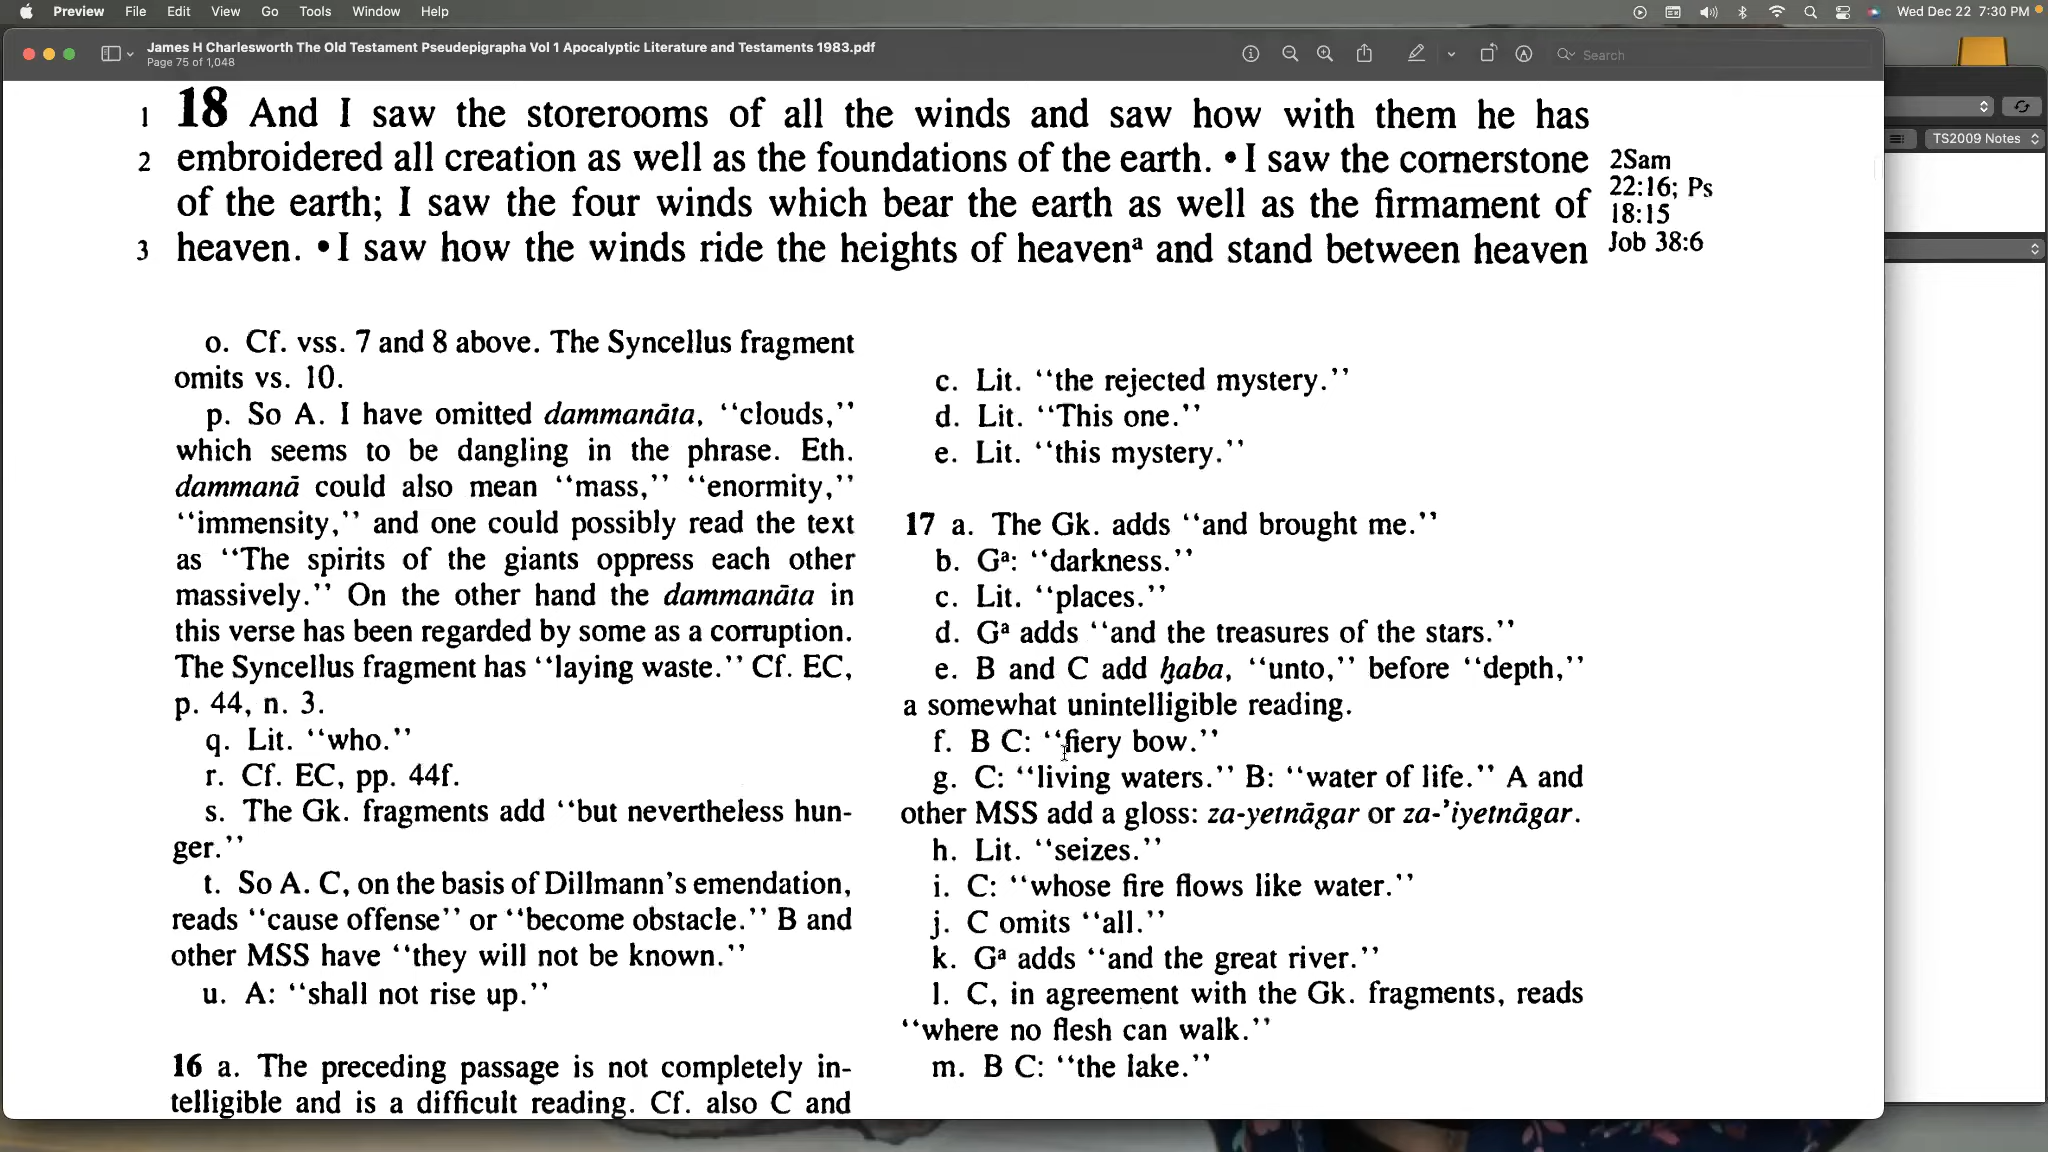 Preview File Edit View Go Tools Window Help
Wed Dec 22 7:30 PM
James H Charlesworth The Old Testament Pseudepigrapha Vol 1 Apocalyptic Literature and Testaments 1983.pdf
Page 75 of 1,048
Search
TS2009 Notes
1 18 And I saw the storerooms of all the winds and saw how with them he has
2 embroidered all creation as well as the foundations of the earth. •I saw the cornerstone
of the earth; I saw the four winds which bear the earth as well as the firmament of
3 heaven. •I saw how the winds ride the heights of heavenᵃ and stand between heaven
2Sam
22:16; Ps
18:15
Job 38:6
o. Cf. vss. 7 and 8 above. The Syncellus fragment
omits vs. 10.
p. So A. I have omitted dammanāta, ‘‘clouds,’’
which seems to be dangling in the phrase. Eth.
dammanā could also mean ‘‘mass,’’ ‘‘enormity,’’
‘‘immensity,’’ and one could possibly read the text
as ‘‘The spirits of the giants oppress each other
massively.’’ On the other hand the dammanāta in
this verse has been regarded by some as a corruption.
The Syncellus fragment has ‘‘laying waste.’’ Cf. EC,
p. 44, n. 3.
q. Lit. ‘‘who.’’
r. Cf. EC, pp. 44f.
s. The Gk. fragments add ‘‘but nevertheless hun-
ger.’’
t. So A. C, on the basis of Dillmann’s emendation,
reads ‘‘cause offense’’ or ‘‘become obstacle.’’ B and
other MSS have ‘‘they will not be known.’’
u. A: ‘‘shall not rise up.’’
16 a. The preceding passage is not completely in-
telligible and is a difficult reading. Cf. also C and
c. Lit. ‘‘the rejected mystery.’’
d. Lit. ‘‘This one.’’
e. Lit. ‘‘this mystery.’’
17 a. The Gk. adds ‘‘and brought me.’’
b. Gᵃ: ‘‘darkness.’’
c. Lit. ‘‘places.’’
d. Gᵃ adds ‘‘and the treasures of the stars.’’
e. B and C add ḫaba, ‘‘unto,’’ before ‘‘depth,’’
a somewhat unintelligible reading.
f. B C: ‘‘fiery bow.’’
g. C: ‘‘living waters.’’ B: ‘‘water of life.’’ A and
other MSS add a gloss: za-yetnāgar or za-’iyetnāgar.
h. Lit. ‘‘seizes.’’
i. C: ‘‘whose fire flows like water.’’
j. C omits ‘‘all.’’
k. Gᵃ adds ‘‘and the great river.’’
l. C, in agreement with the Gk. fragments, reads
‘‘where no flesh can walk.’’
m. B C: ‘‘the lake.’’